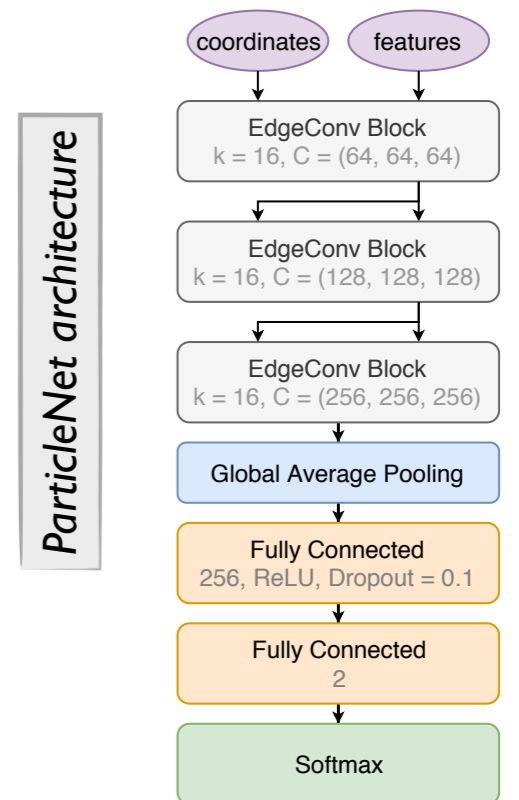 coordinates
features
ParticleNet architecture
EdgeConv Block
k = 16, C = (64, 64, 64)
EdgeConv Block
k = 16, C = (128, 128, 128)
EdgeConv Block
k = 16, C = (256, 256, 256)
Global Average Pooling
Fully Connected
256, ReLU, Dropout = 0.1
Fully Connected
2
Softmax